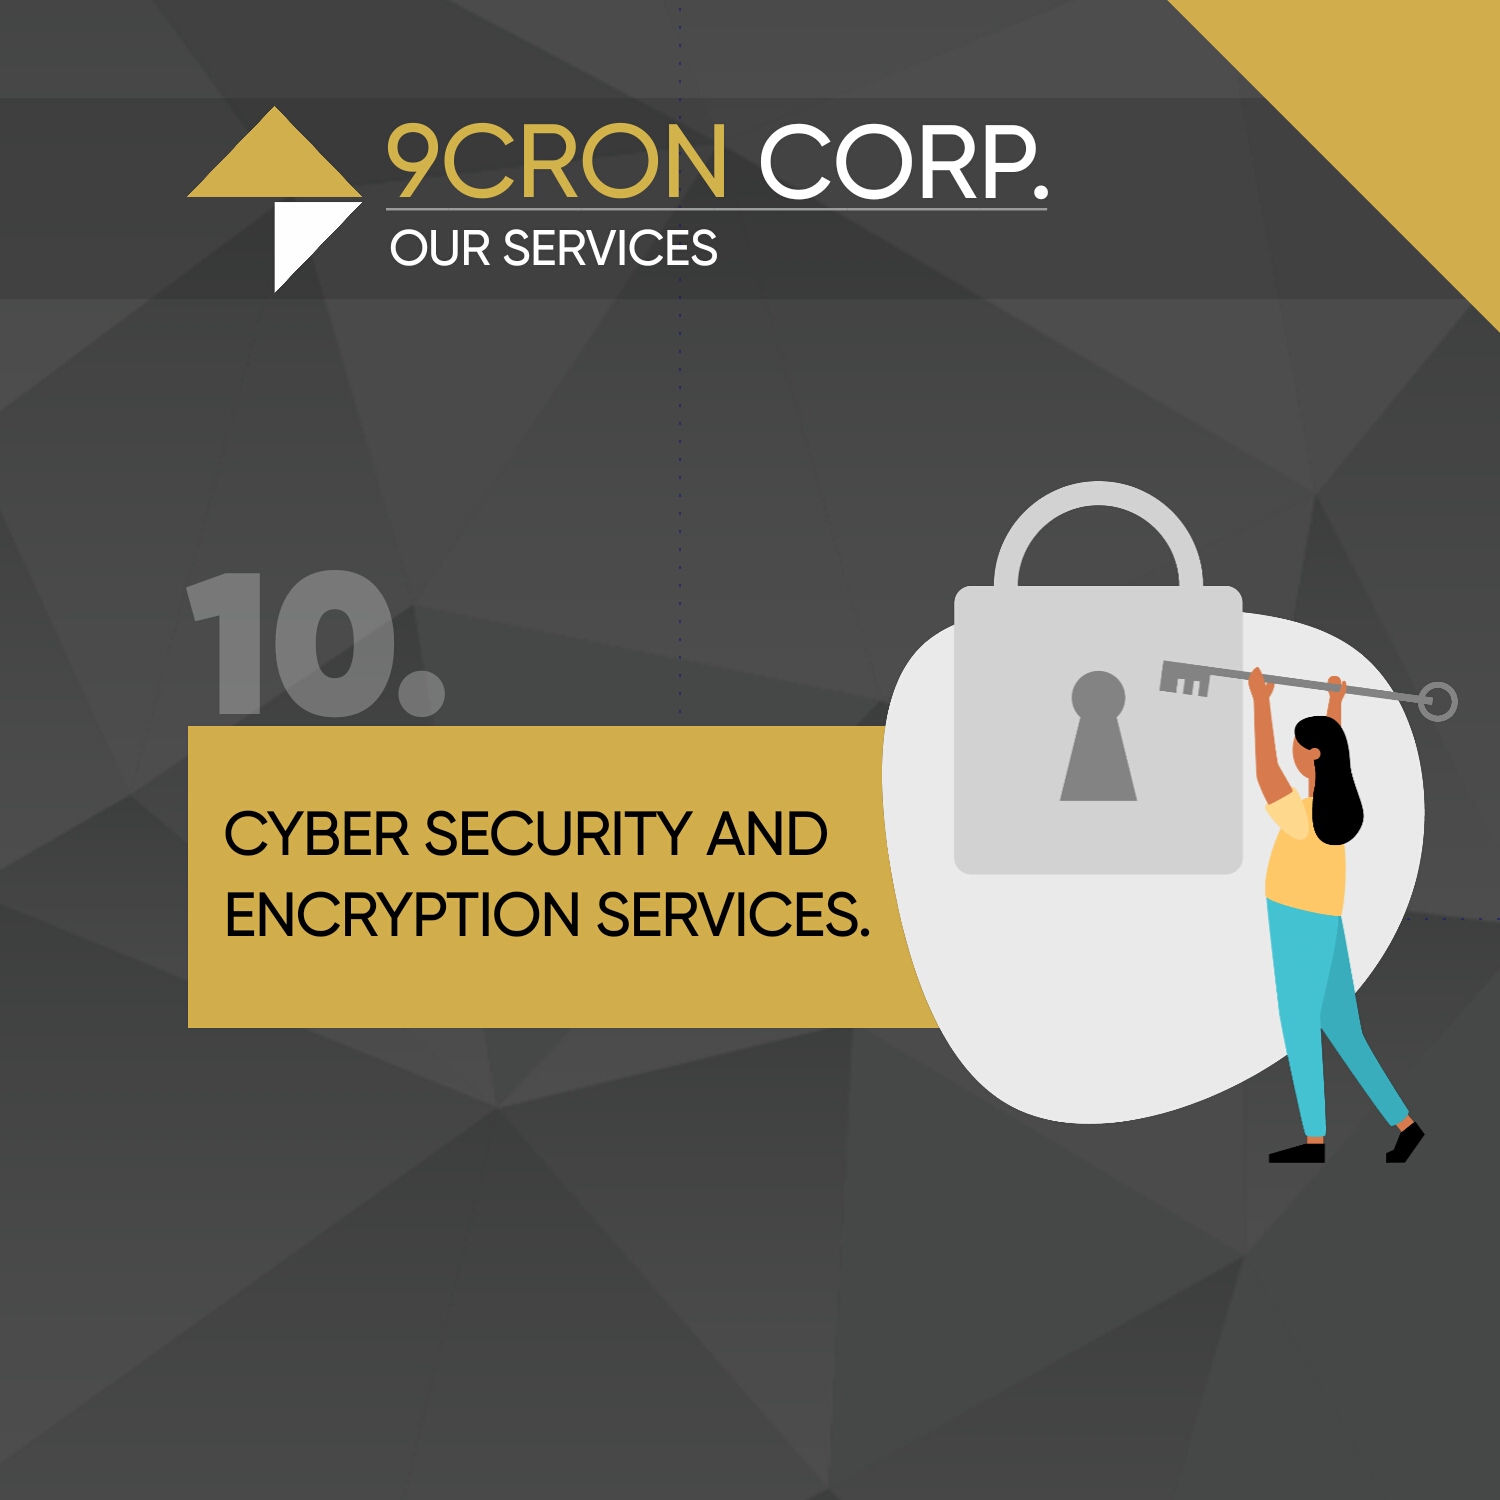 9CRON CORP.
OUR SERVICES
10.
CYBER SECURITY AND
ENCRYPTION SERVICES.